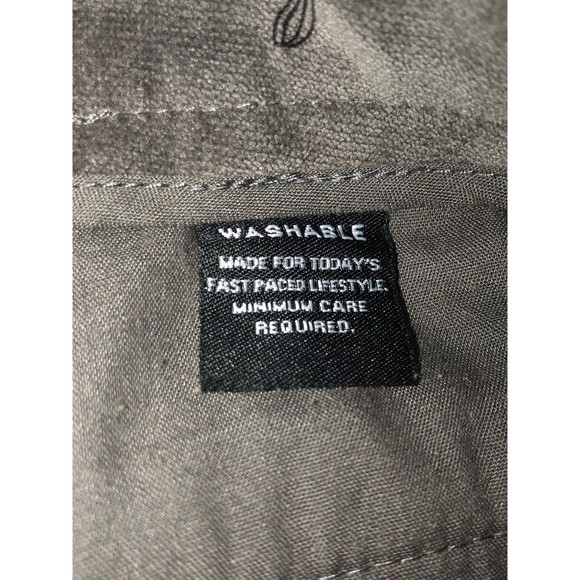 WASHABLE
MADE FOR TODAY'S
FAST PACED LIFESTYLE.
MINIMUM CARE
REQUIRED.